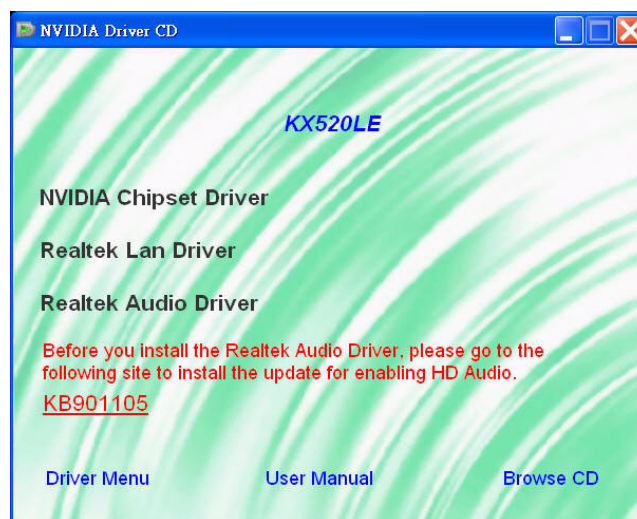 NVIDIA Driver CD
KX520LE
NVIDIA Chipset Driver
Realtek Lan Driver
Realtek Audio Driver
Before you install the Realtek Audio Driver, please go to the
following site to install the update for enabling HD Audio.
KB901105
Driver Menu User Manual Browse CD